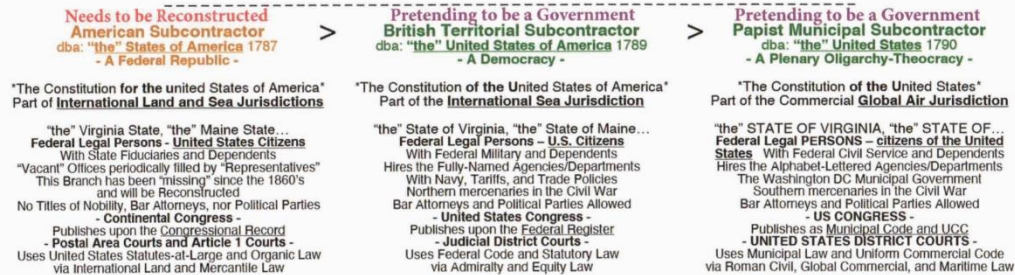 Needs to be Reconstructed
American Subcontractor
dba: "the" States of America 1787
- A Federal Republic -
"The Constitution for the united States of America"
Part of International Land and Sea Jurisdictions
"the" Virginia State, "the" Maine State…
Federal Legal Persons - United States Citizens
With State Fiduciaries and Dependents
"Vacant" Offices periodically filled by "Representatives"
This Branch has been "missing" since the 1860's
and will be Reconstructed
No Titles of Nobility, Bar Attorneys, nor Political Parties
- Continental Congress -
Publishes upon the Congressional Record
- Postal Area Courts and Article 1 Courts -
Uses United States Statutes-at-Large and Organic Law
via International Land and Mercantile Law
>
Pretending to be a Government
British Territorial Subcontractor
dba: "the" United States of America 1789
- A Democracy -
"The Constitution of the United States of America"
Part of the International Sea Jurisdiction
"the" State of Virginia, "the" State of Maine…
Federal Legal Persons – U.S. Citizens
With Federal Military and Dependents
Hires the Fully-Named Agencies/Departments
With Navy, Tariffs, and Trade Policies
Northern mercenaries in the Civil War
Bar Attorneys and Political Parties Allowed
- United States Congress -
Publishes upon the Federal Register
- Judicial District Courts -
Uses Federal Code and Statutory Law
via Admiralty and Equity Law
>
Pretending to be a Government
Papist Municipal Subcontractor
dba: "the" United States 1790
- A Plenary Oligarchy-Theocracy -
"The Constitution of the United States"
Part of the Commercial Global Air Jurisdiction
"the" STATE OF VIRGINIA, "the" STATE OF…
Federal Legal PERSONS – citizens of the United
States With Federal Civil Service and Dependents
Hires the Alphabet-Lettered Agencies/Departments
The Washington DC Municipal Government
Southern mercenaries in the Civil War
Bar Attorneys and Political Parties Allowed
- US CONGRESS -
Publishes as Municipal Code and UCC
- UNITED STATES DISTRICT COURTS -
Uses Municipal Law and Uniform Commercial Code
via Roman Civil, Global Commercial, and Maritime Law